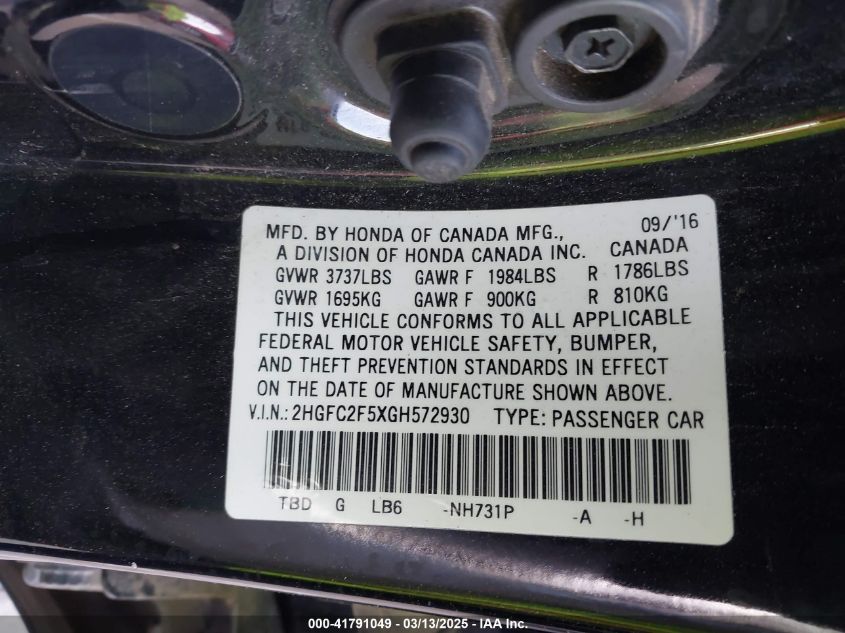 MFD. BY HONDA OF CANADA MFG., 09/'16
A DIVISION OF HONDA CANADA INC. CANADA
GVWR 3737LBS GAWR F 1984LBS R 1786LBS
GVWR 1695KG GAWR F 900KG R 810KG
THIS VEHICLE CONFORMS TO ALL APPLICABLE
FEDERAL MOTOR VEHICLE SAFETY, BUMPER,
AND THEFT PREVENTION STANDARDS IN EFFECT
ON THE DATE OF MANUFACTURE SHOWN ABOVE.
V.I.N.: 2HGFC2F5XGH572930 TYPE: PASSENGER CAR
TBD G LB6 -NH731P -A -H
000-41791049 - 03/13/2025 - IAA Inc.